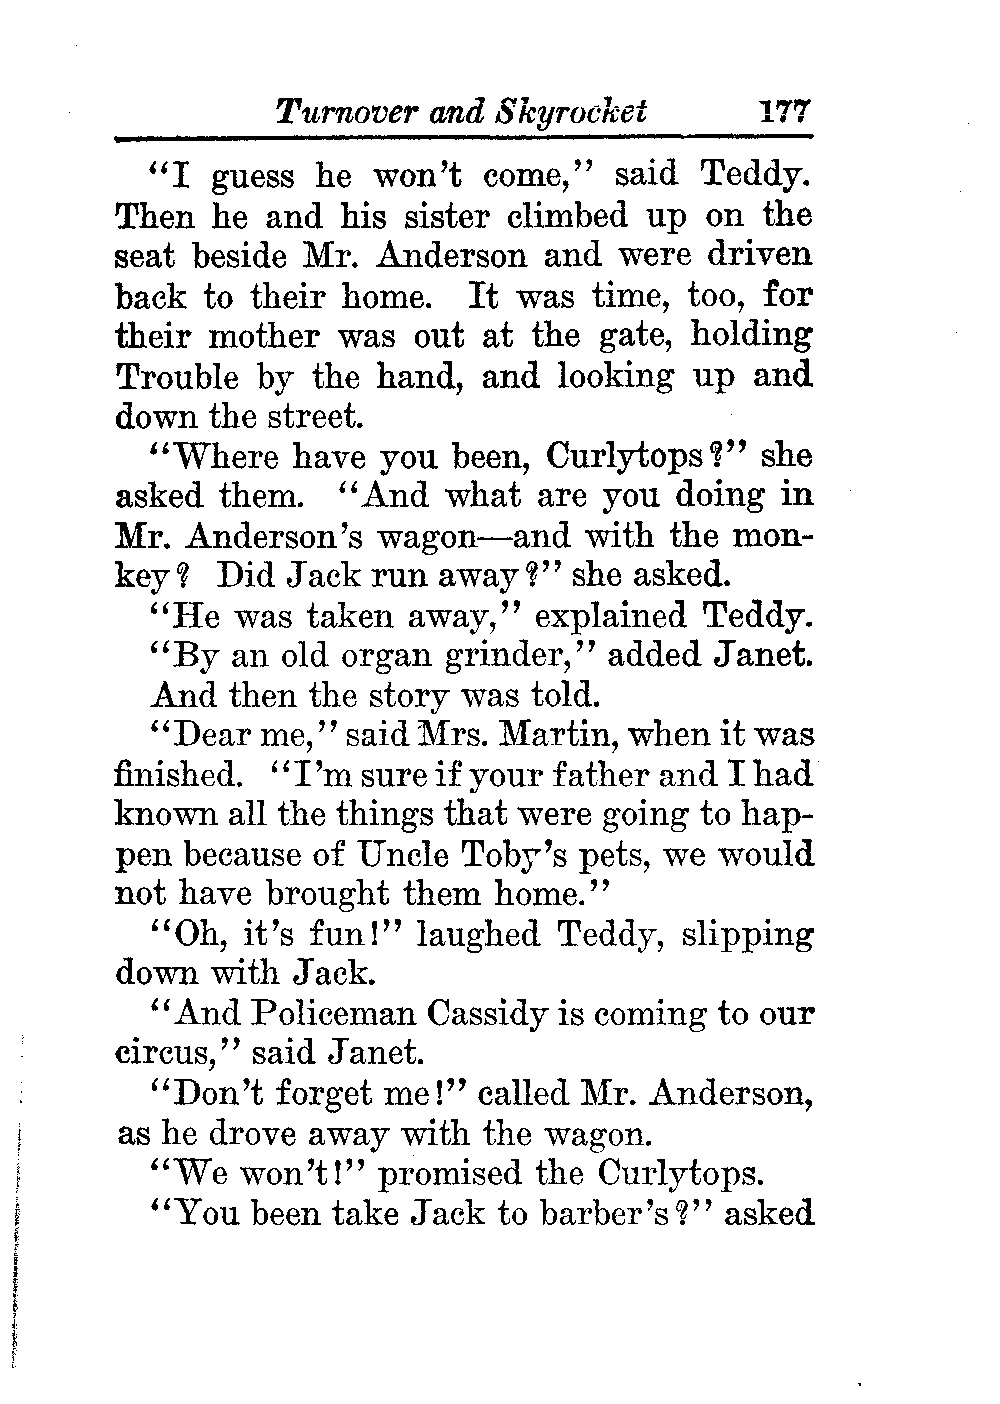 Turnover and Skyrocket 177
“I guess he won’t come,” said Teddy.
Then he and his sister climbed up on the
seat beside Mr. Anderson and were driven
back to their home. It was time, too, for
their mother was out at the gate, holding
Trouble by the hand, and looking up and
down the street.
“Where have you been, Curlytops?” she
asked them. “And what are you doing in
Mr. Anderson’s wagon—and with the mon-
key? Did Jack run away?” she asked.
“He was taken away,” explained Teddy.
“By an old organ grinder,” added Janet.
And then the story was told.
“Dear me,” said Mrs. Martin, when it was
finished. “I’m sure if your father and I had
known all the things that were going to hap-
pen because of Uncle Toby’s pets, we would
not have brought them home.”
“Oh, it’s fun!” laughed Teddy, slipping
down with Jack.
“And Policeman Cassidy is coming to our
circus,” said Janet.
“Don’t forget me!” called Mr. Anderson,
as he drove away with the wagon.
“We won’t!” promised the Curlytops.
“You been take Jack to barber’s?” asked